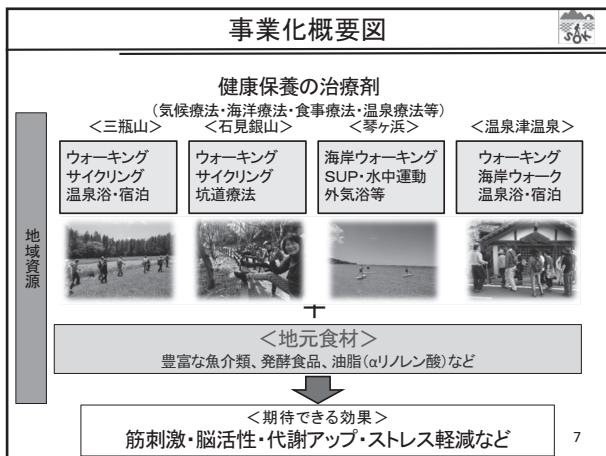 事業化概要図
SOK
健康保養の治療剤
(気候療法・海洋療法・食事療法・温泉療法等)
<三瓶山>
ウォーキング
サイクリング
温泉浴・宿泊
<石見銀山>
ウォーキング
サイクリング
坑道療法
<琴ヶ浜>
海岸ウォーキング
SUP・水中運動
外気浴等
<温泉津温泉>
ウォーキング
海岸ウォーク
温泉浴・宿泊
地域資源
+
<地元食材>
豊富な魚介類、発酵食品、油脂(αリノレン酸)など
<期待できる効果>
筋刺激・脳活性・代謝アップ・ストレス軽減など
7